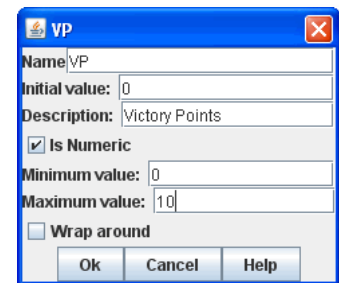 VP
Name VP
Initial value: 0
Description: Victory Points
Is Numeric
Minimum value: 0
Maximum value: 10
Wrap around
Ok Cancel Help